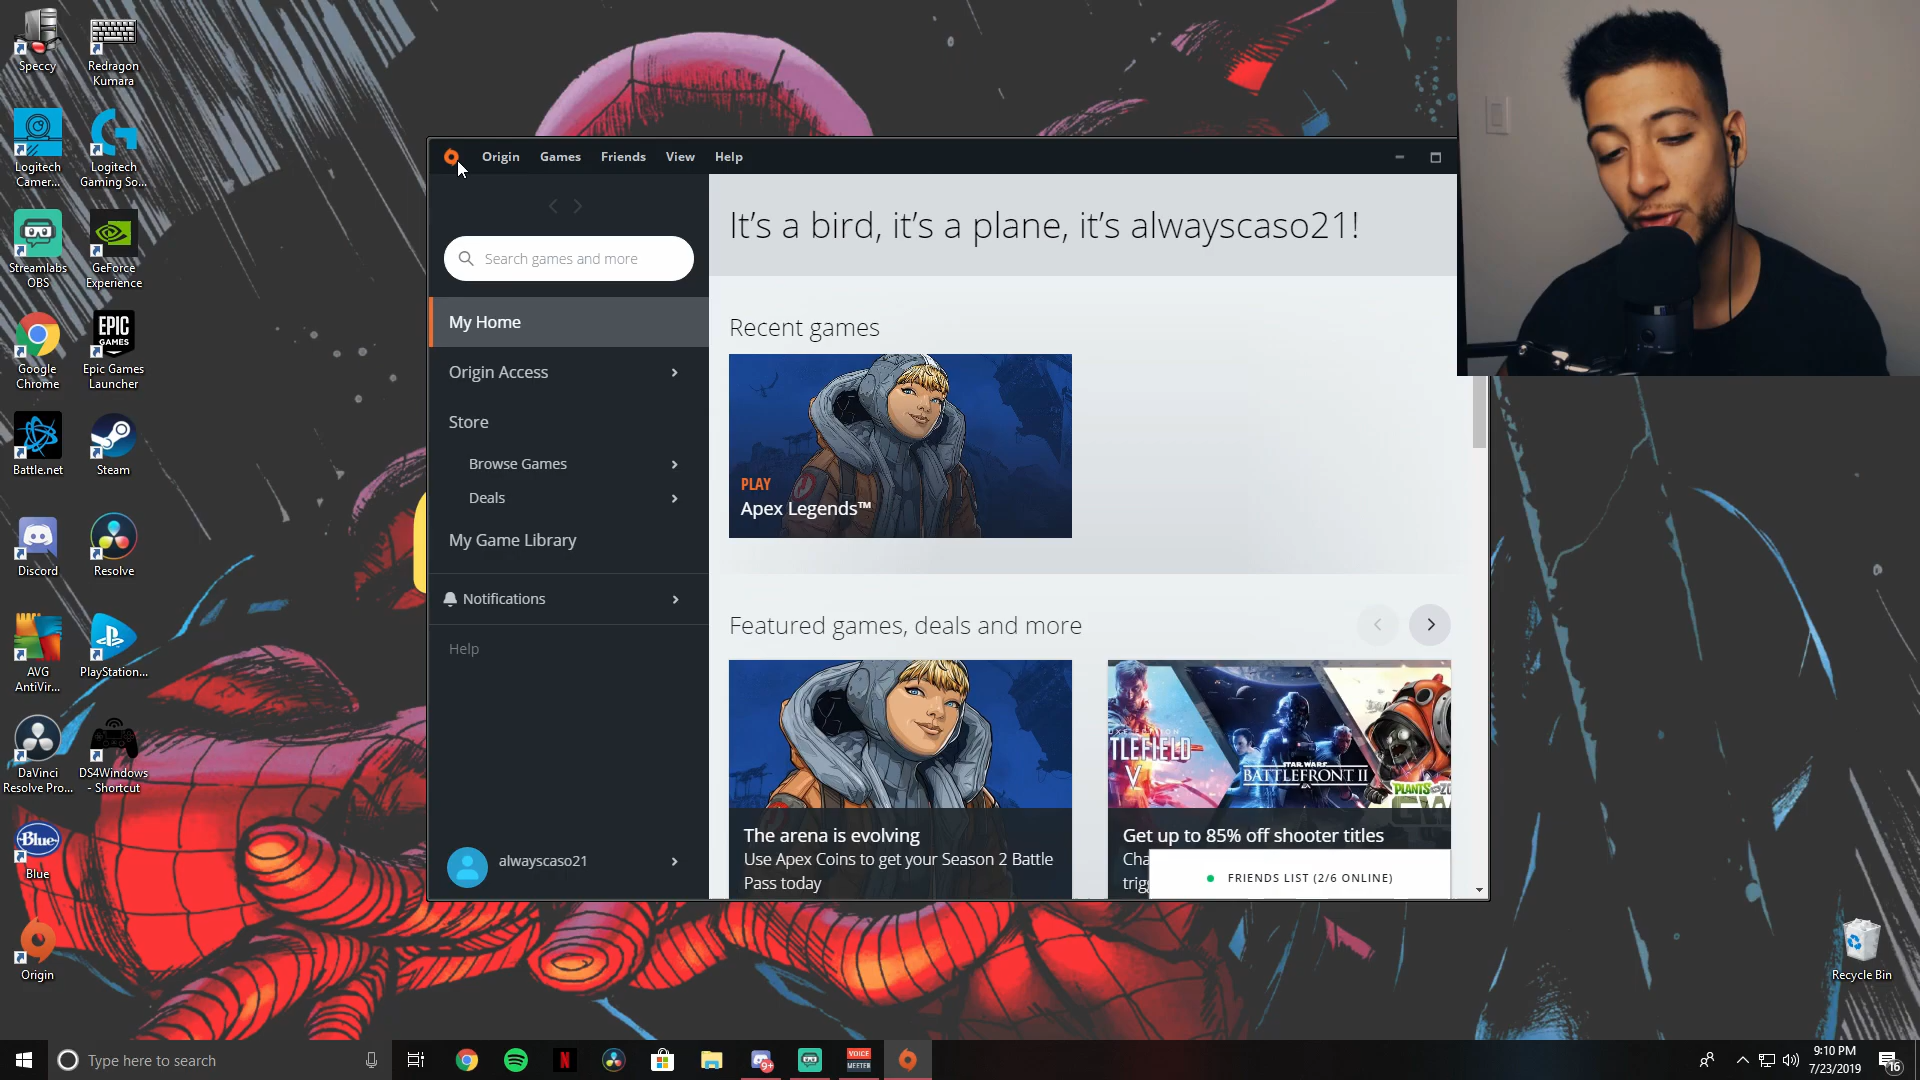 Speccy
Redragon
Kumara
Logitech
Camer...
Logitech
Gaming So...
Streamlabs
OBS
GeForce
Experience
Google
Chrome
EPIC
GAMES
Epic Games
Launcher
Battle.net
Steam
Discord
Resolve
AVG
AntiVir...
PlayStation...
DaVinci
Resolve Pro...
DS4Windows
- Shortcut
Blue
Blue
Origin
Recycle Bin
Origin Games Friends View Help
Search games and more
My Home
Origin Access
Store
Browse Games
Deals
My Game Library
Notifications
Help
alwayscaso21
It's a bird, it's a plane, it's alwayscaso21!
Recent games
PLAY
Apex Legends™
Featured games, deals and more
The arena is evolving
Use Apex Coins to get your Season 2 Battle
Pass today
TLEFIELD
V
STAR WARS
BATTLEFRONT II
PLANTS
GW
Get up to 85% off shooter titles
Cha
trig
FRIENDS LIST (2/6 ONLINE)
Type here to search
9+
VOICE
MEETER
9:10 PM
7/23/2019
16